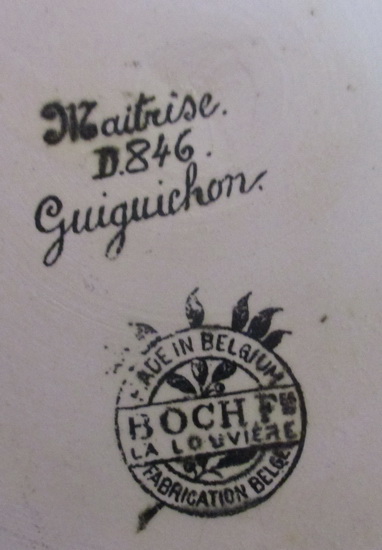 Maitrise.
D.846.
Guiguichon.
MADE IN BELGIUM
BOCH Fes
LA LOUVIÈRE
FABRICATION BELGE